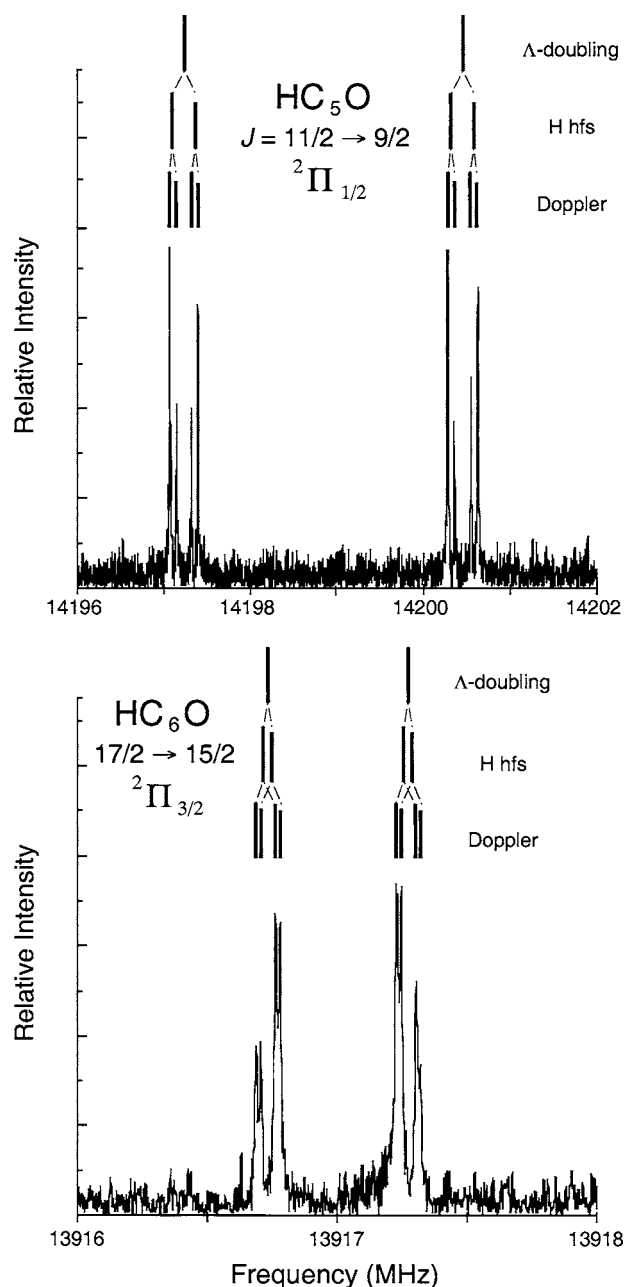 Λ-doubling
HC₅O
J = 11/2 → 9/2
²Π₁/₂
H hfs
Doppler
Relative Intensity
14196 14198 14200 14202
Λ-doubling
HC₆O
17/2 → 15/2
²Π₃/₂
H hfs
Doppler
Relative Intensity
13916 13917 13918
Frequency (MHz)